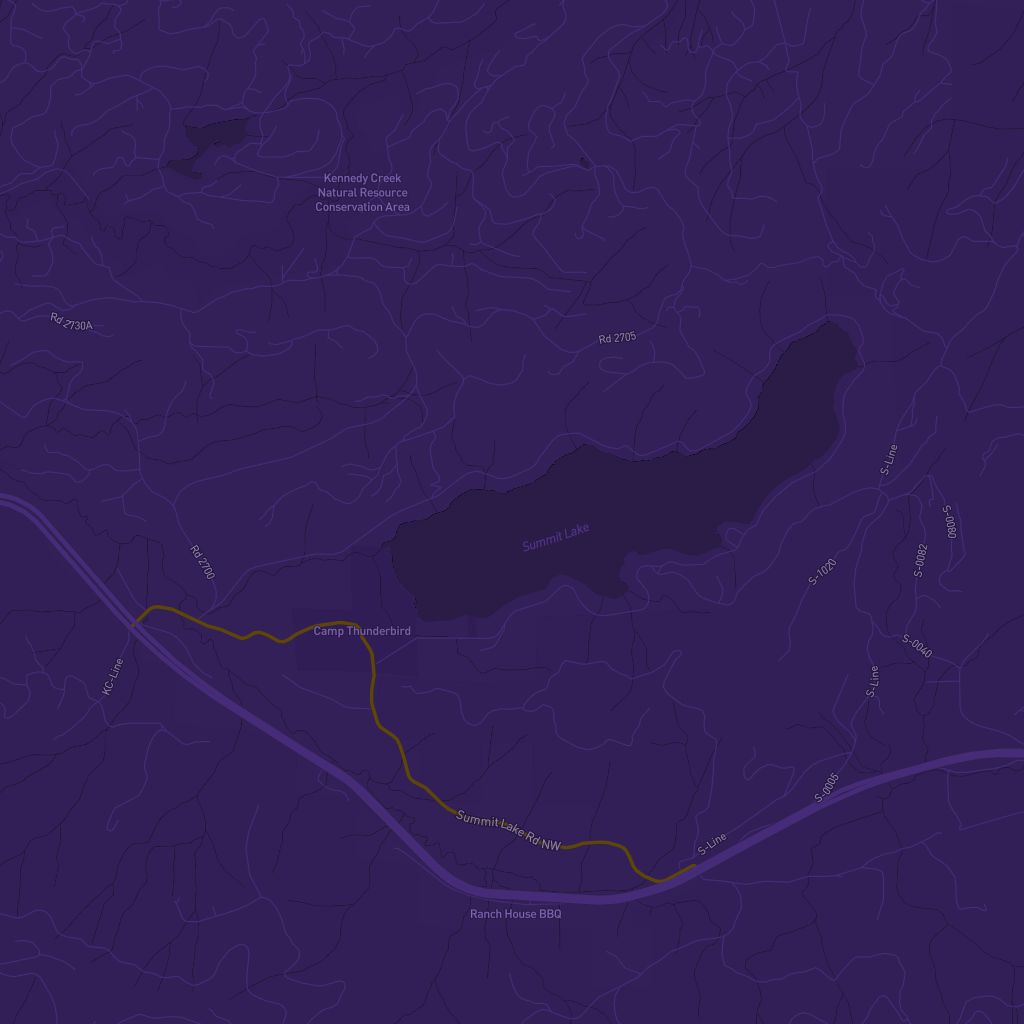 Kennedy Creek
Natural Resource
Conservation Area
Rd 2730A
Rd 2705
S-Line
S-0080
Summit Lake
S-0082
Rd 2700
S-1020
Camp Thunderbird
S-0040
KC-Line
S-Line
S-0005
Summit Lake Rd NW
S-Line
Ranch House BBQ